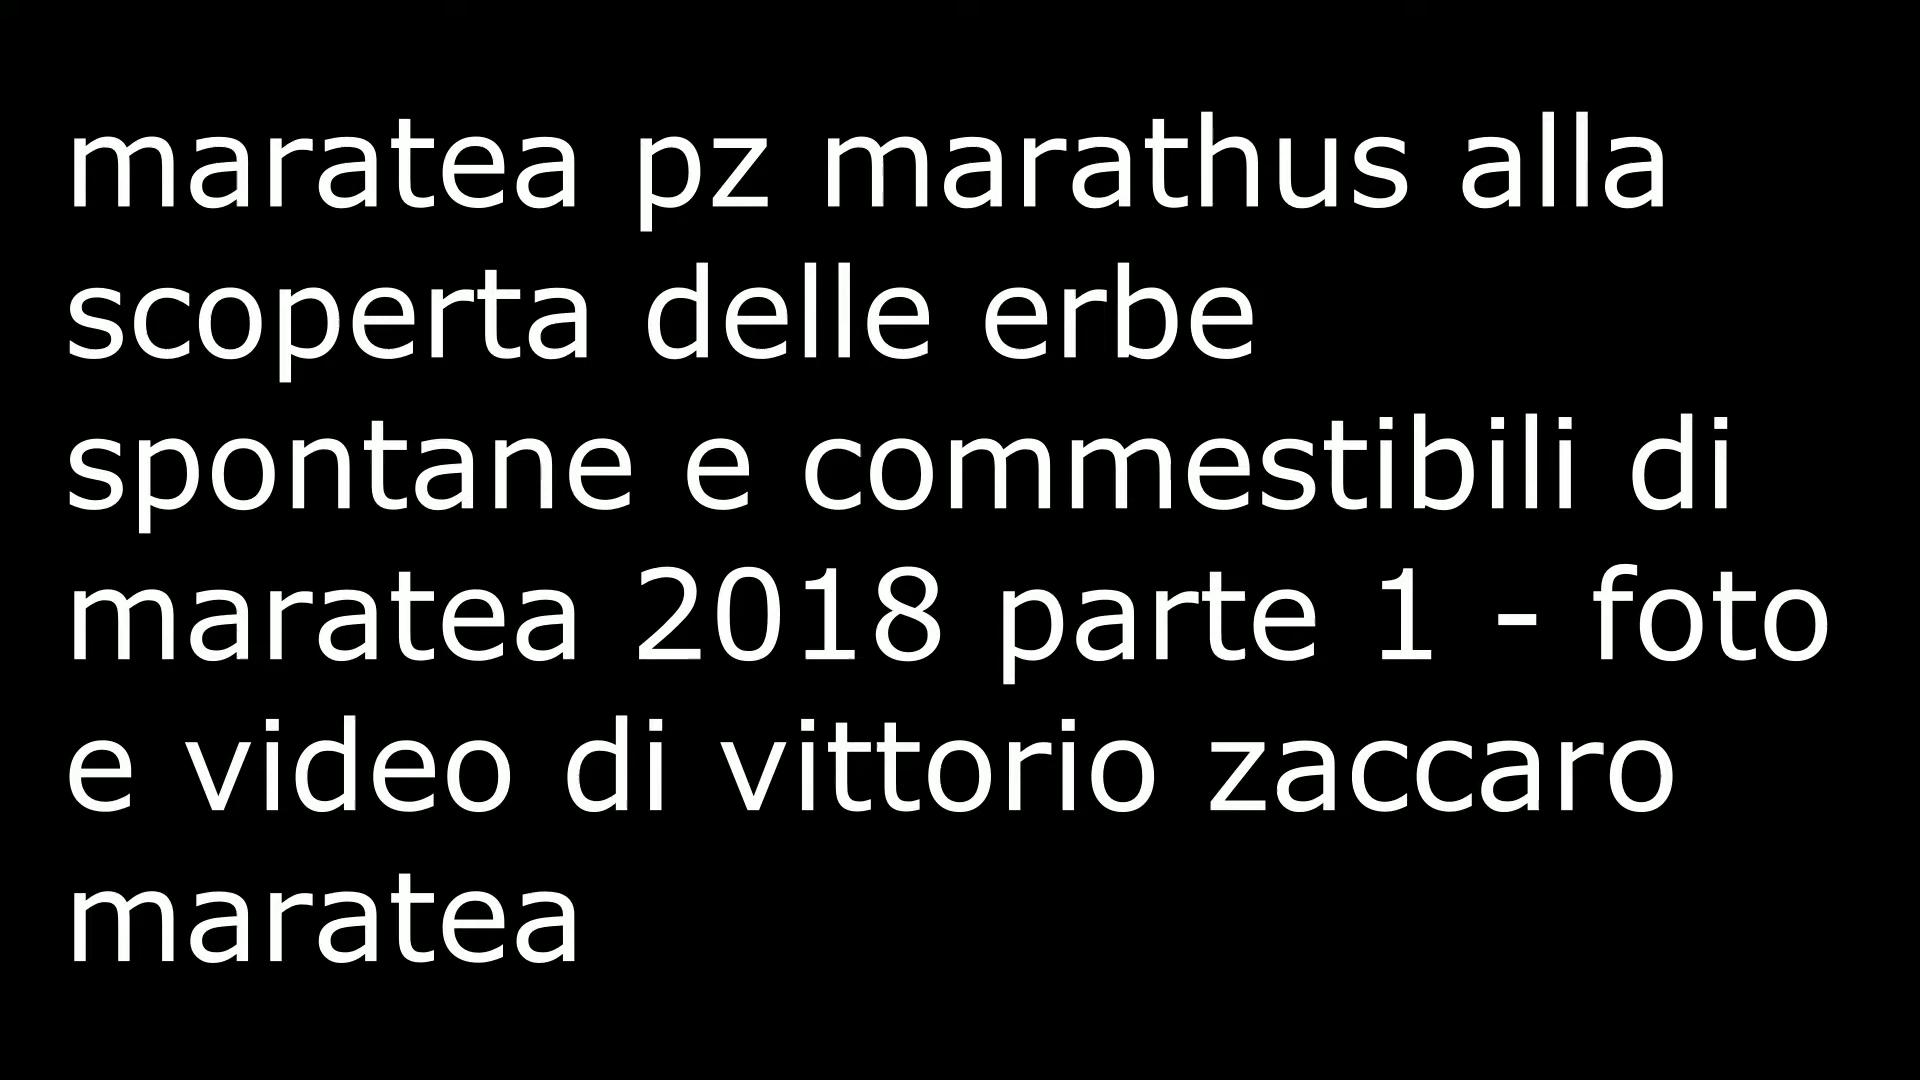 maratea pz marathus alla
scoperta delle erbe
spontane e commestibili di
maratea 2018 parte 1 - foto
e video di vittorio zaccaro
maratea